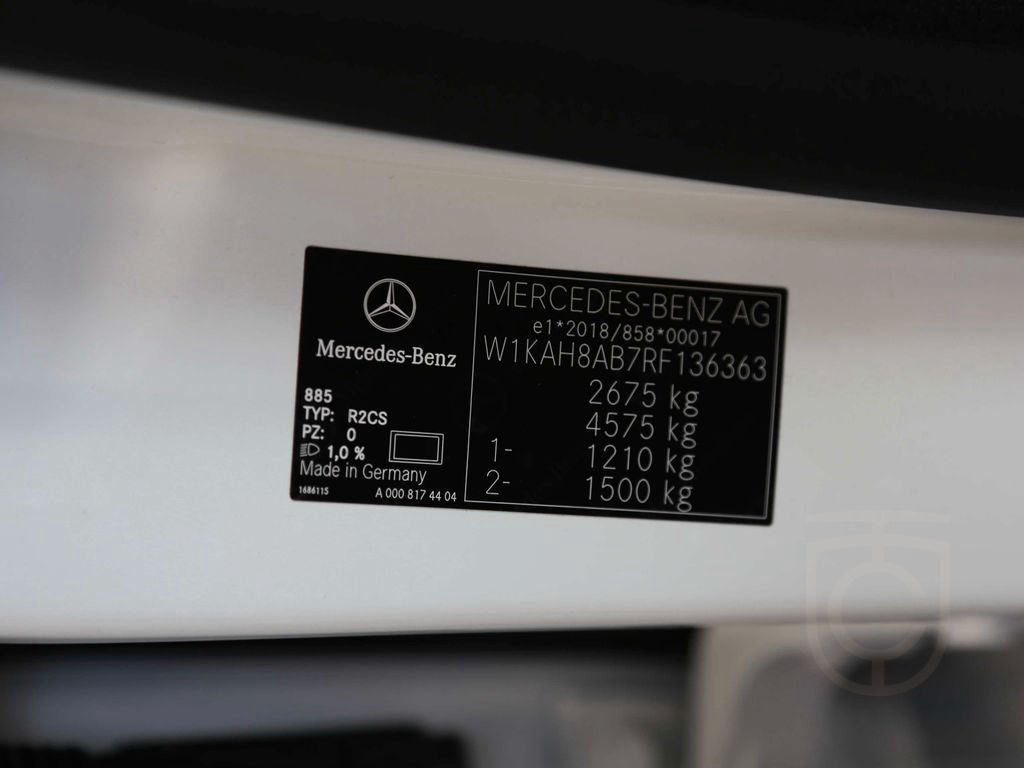 Mercedes-Benz
885
TYP: R2CS
PZ: 0
1,0 %
Made in Germany
1686115 A 000 817 44 04
MERCEDES-BENZ AG
e1*2018/858*00017
W1KAH8AB7RF136363
2675 kg
4575 kg
1- 1210 kg
2- 1500 kg